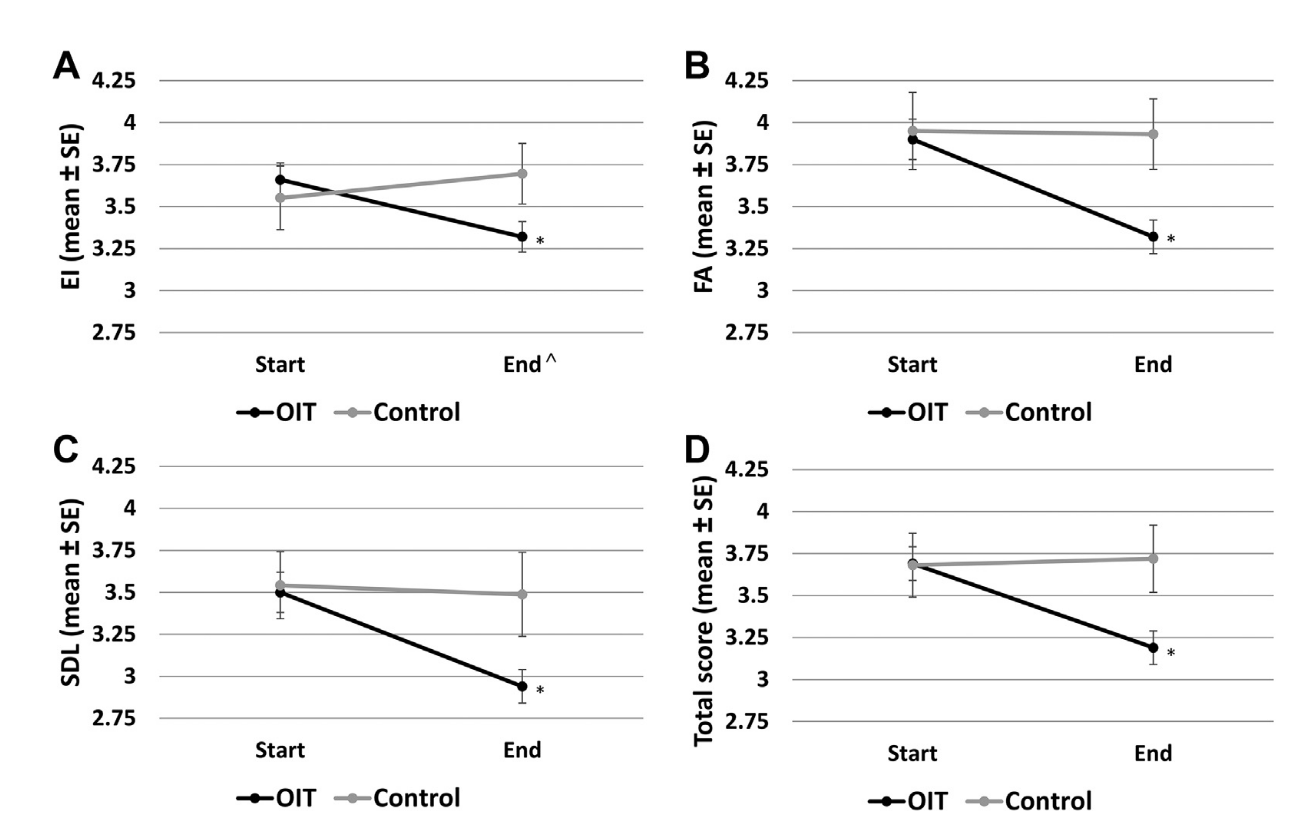 A
EI (mean ± SE)
4.25
4
3.75
3.5
3.25
3
2.75
*
Start
End ^
OIT Control
B
FA (mean ± SE)
4.25
4
3.75
3.5
3.25
3
2.75
*
Start
End
OIT Control
C
SDL (mean ± SE)
4.25
4
3.75
3.5
3.25
3
2.75
*
Start
End
OIT Control
D
Total score (mean ± SE)
4.25
4
3.75
3.5
3.25
3
2.75
*
Start
End
OIT Control